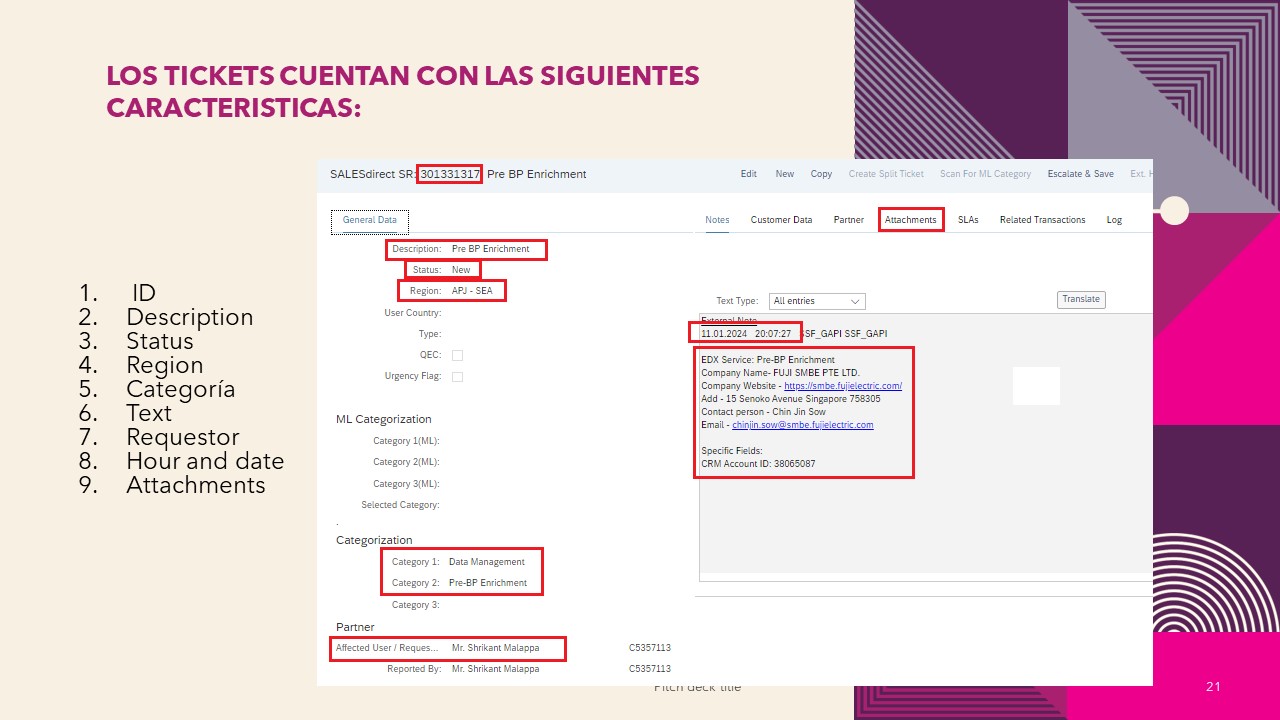 LOS TICKETS CUENTAN CON LAS SIGUIENTES
CARACTERISTICAS:
1. ID
2. Description
3. Status
4. Region
5. Categoría
6. Text
7. Requestor
8. Hour and date
9. Attachments
SALESdirect SR: 301331317, Pre BP Enrichment
Edit New Copy Create Split Ticket Scan For ML Category Escalate & Save Ext. H
General Data
Notes Customer Data Partner Attachments SLAs Related Transactions Log
Description: Pre BP Enrichment
Status: New
Region: APJ - SEA
User Country:
Type:
QEC:
Urgency Flag:
ML Categorization
Category 1(ML):
Category 2(ML):
Category 3(ML):
Selected Category:
.
Categorization
Category 1: Data Management
Category 2: Pre-BP Enrichment
Category 3:
Partner
Affected User / Reques... Mr. Shrikant Malappa C5357113
Reported By: Mr. Shrikant Malappa C5357113
Text Type: All entries
Translate
External Note
11.01.2024 20:07:27 SSF_GAPI SSF_GAPI
EDX Service: Pre-BP Enrichment
Company Name- FUJI SMBE PTE LTD.
Company Website - https://smbe.fujielectric.com/
Add - 15 Senoko Avenue Singapore 758305
Contact person - Chin Jin Sow
Email - chinjin.sow@smbe.fujielectric.com
Specific Fields:
CRM Account ID: 38065087
Pitch deck title
21